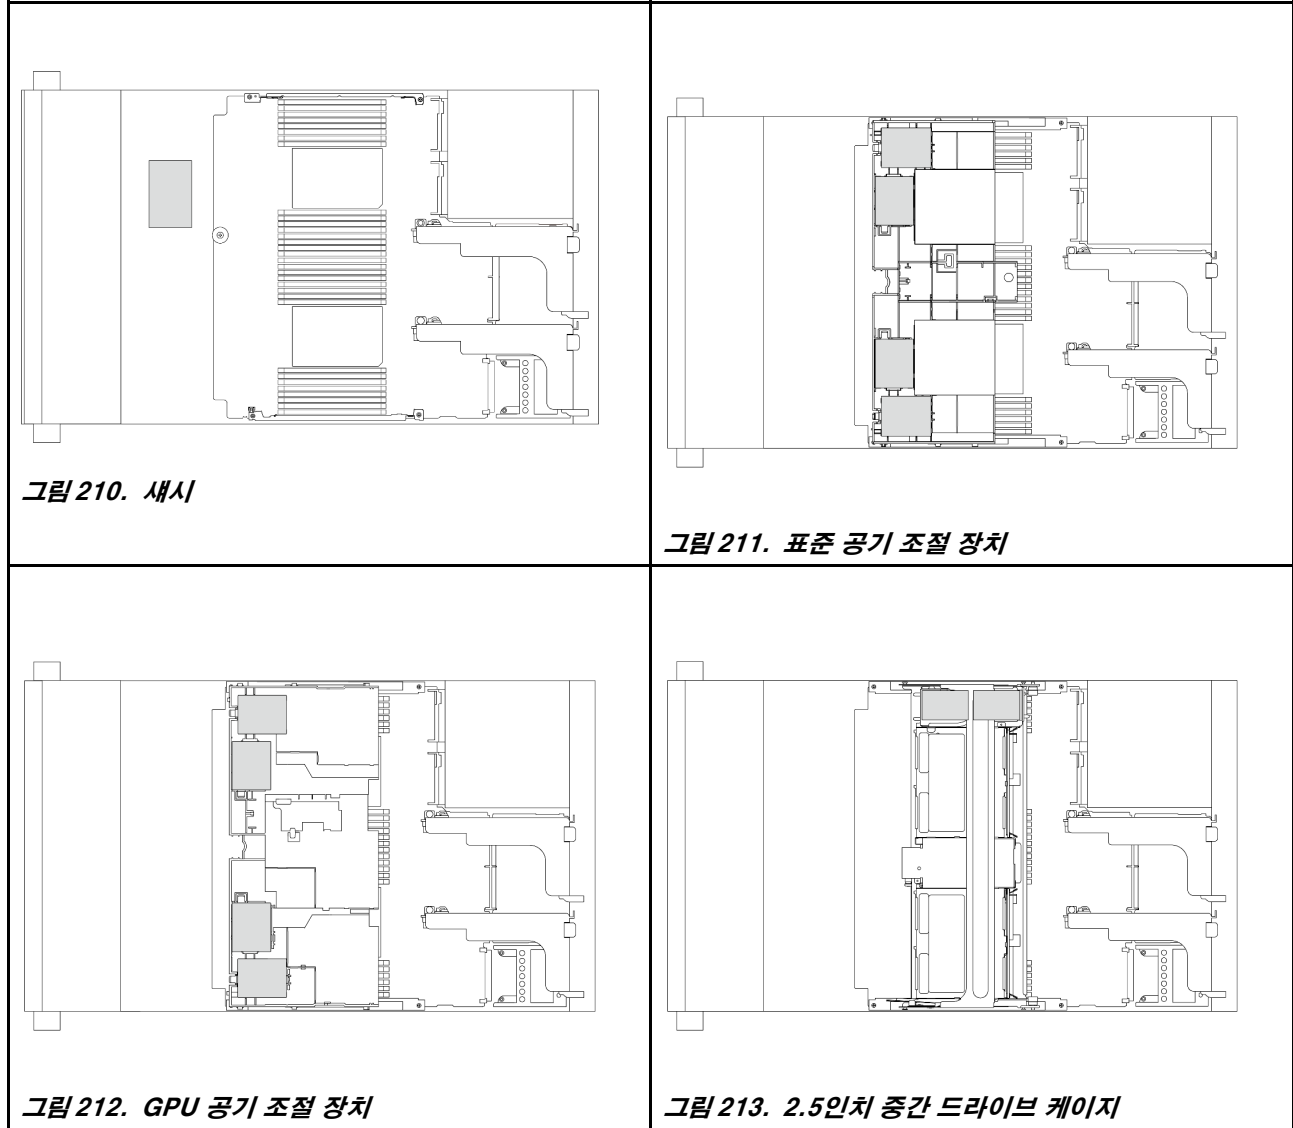 그림 210. 섀시
그림 211. 표준 공기 조절 장치
그림 212. GPU 공기 조절 장치
그림 213. 2.5인치 중간 드라이브 케이지